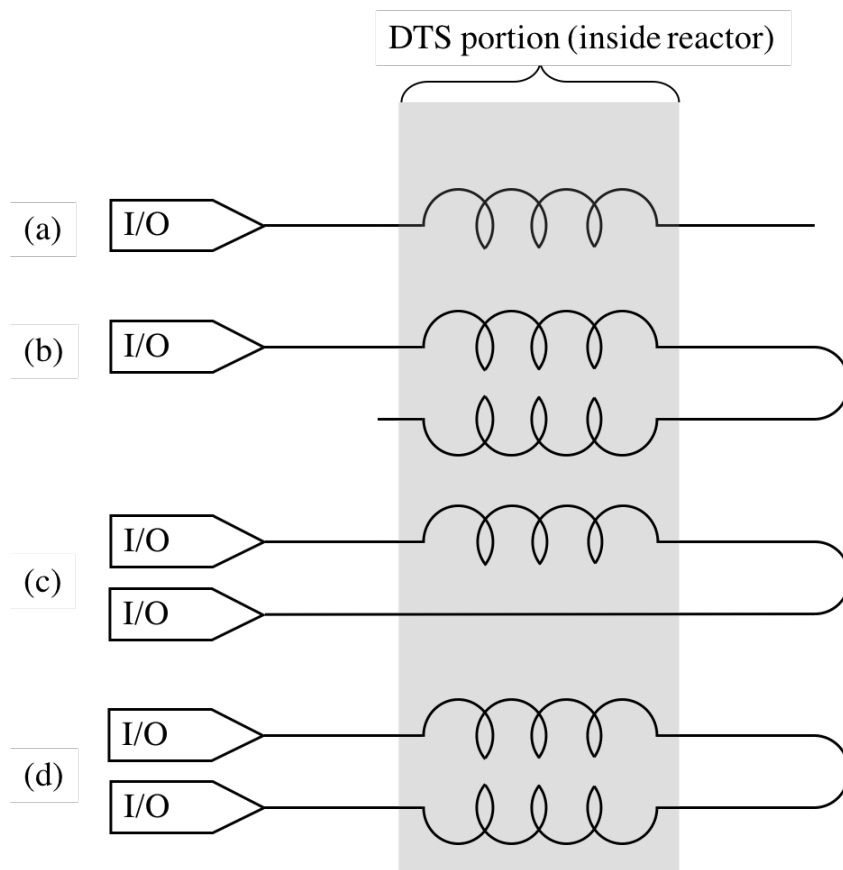 DTS portion (inside reactor)
(a)
I/O
(b)
I/O
(c)
I/O
I/O
(d)
I/O
I/O